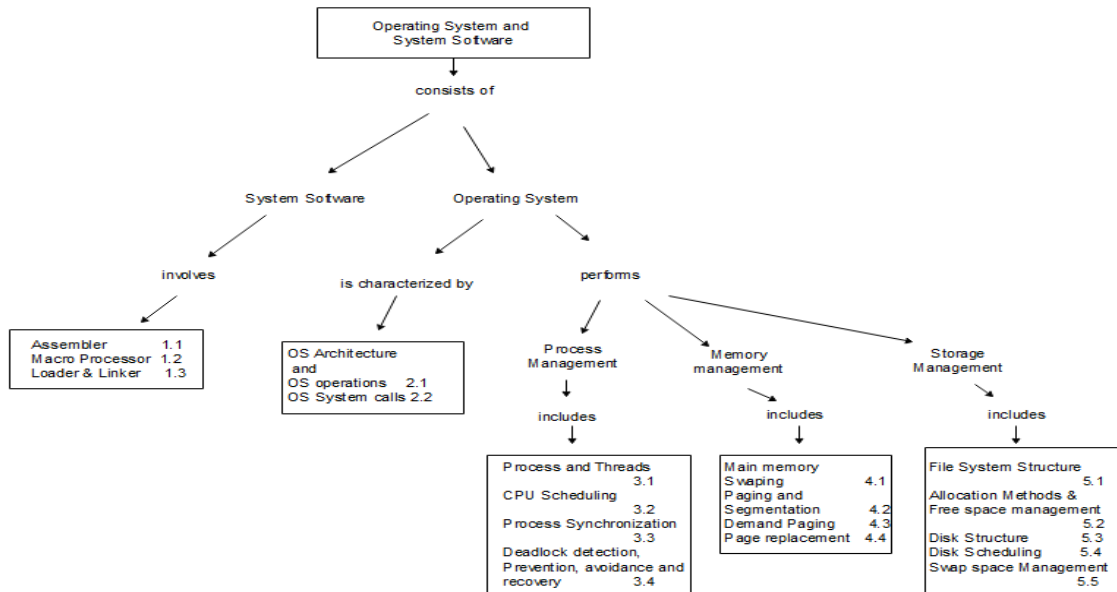 Operating System and
System Software
consists of
System Software
Operating System
involves
is characterized by
performs
Assembler 1.1
Macro Processor 1.2
Loader & Linker 1.3
OS Architecture
and
OS operations 2.1
OS System calls 2.2
Process
Management
Memory
management
Storage
Management
includes
includes
includes
Process and Threads
3.1
CPU Scheduling
3.2
Process Synchronization
3.3
Deadlock detection,
Prevention, avoidance and
recovery 3.4
Main memory
Swaping 4.1
Paging and
Segmentation 4.2
Demand Paging 4.3
Page replacement 4.4
File System Structure
5.1
Allocation Methods &
Free space management
5.2
Disk Structure 5.3
Disk Scheduling 5.4
Swap space Management
5.5